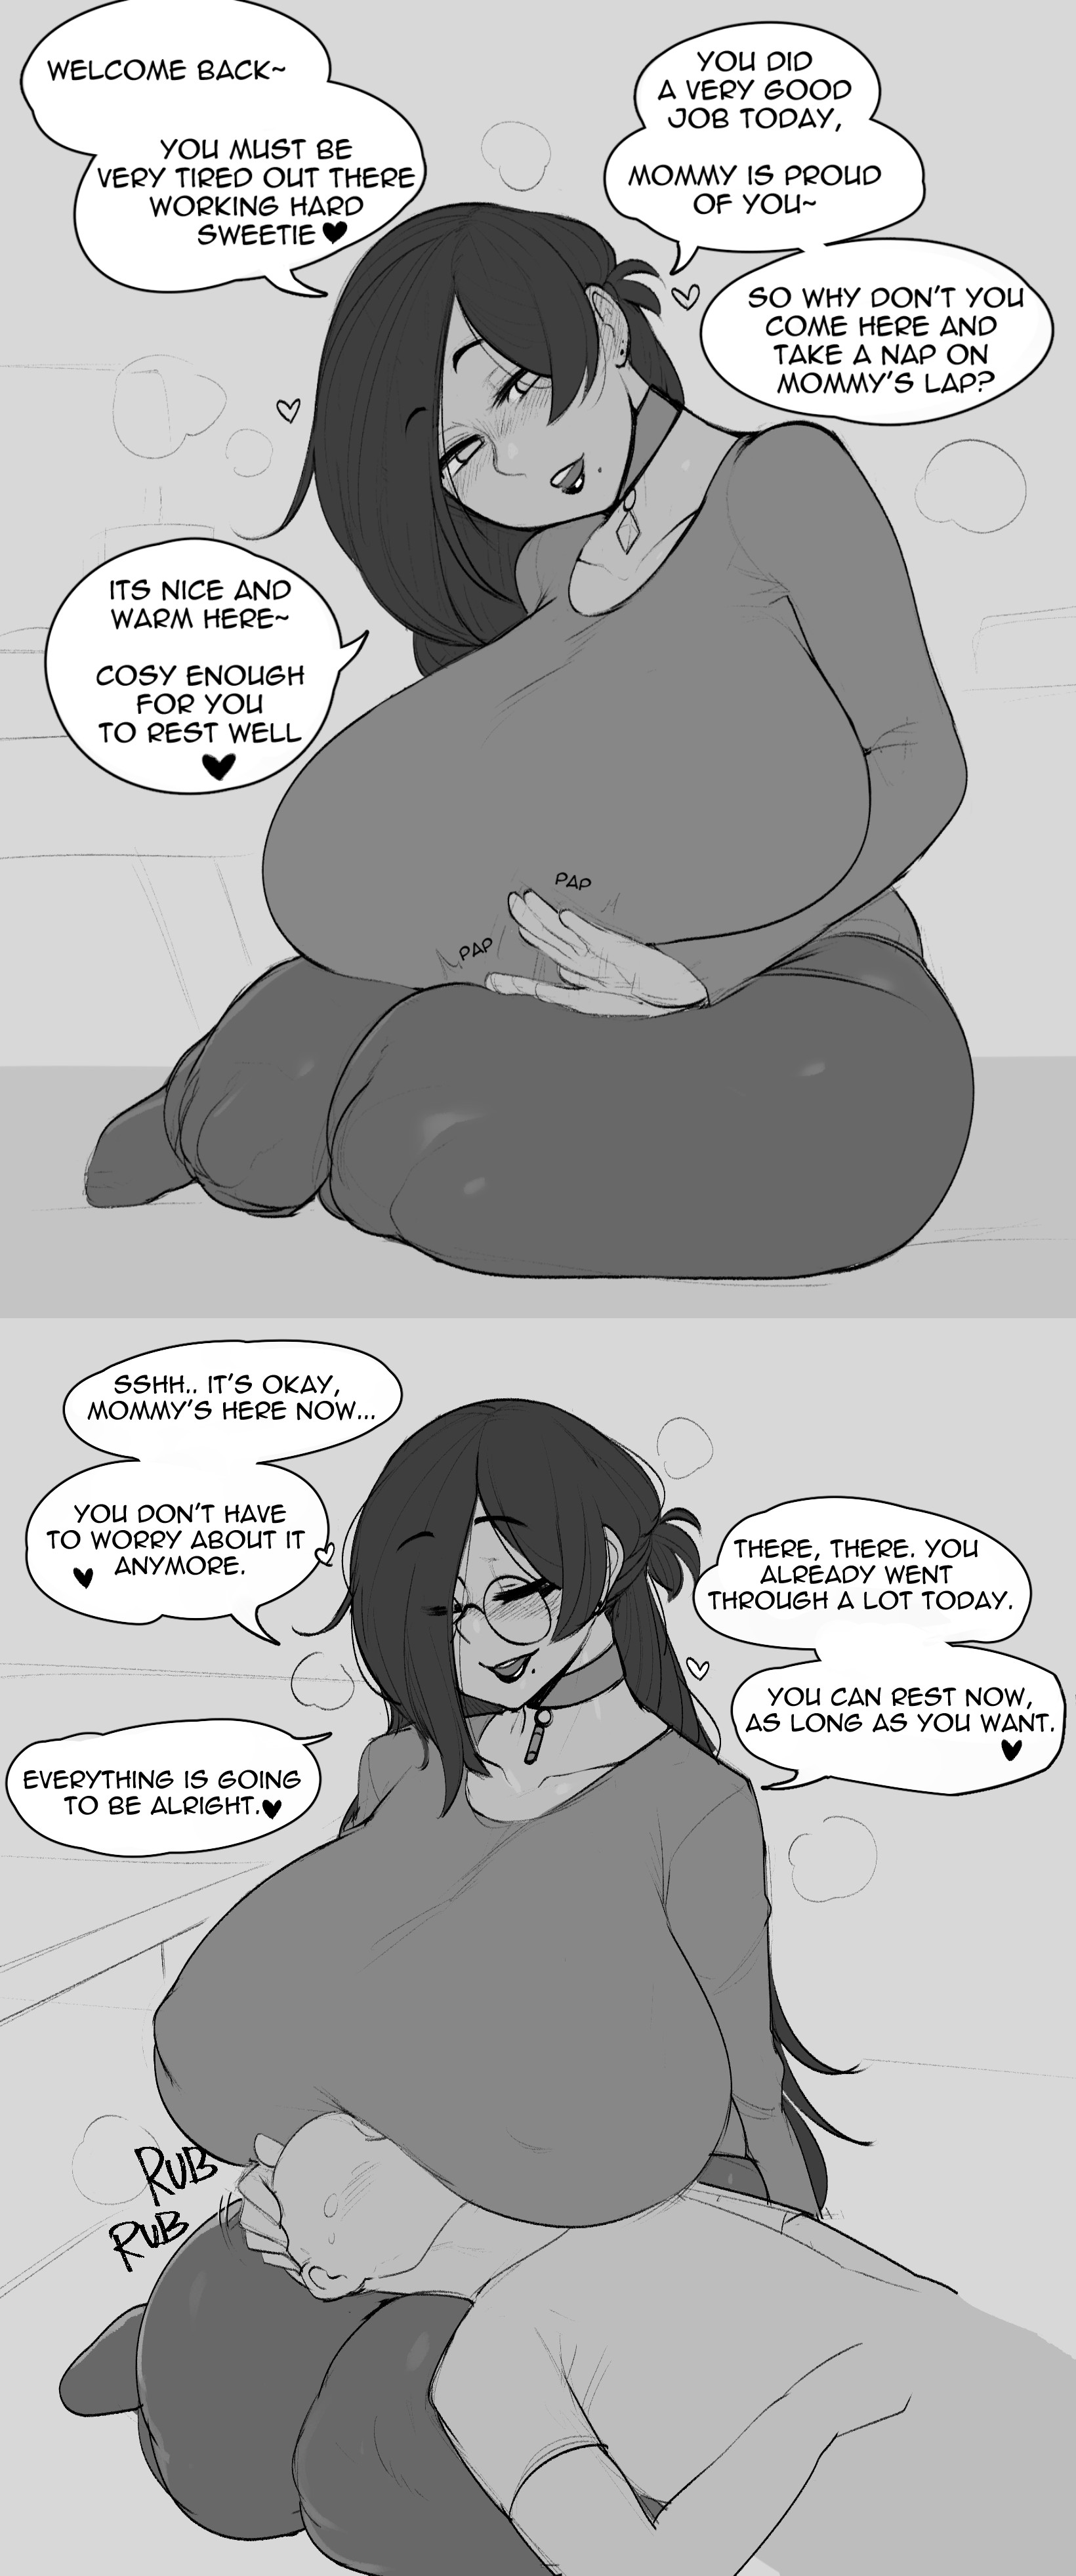 WELCOME BACK~
YOU MUST BE
VERY TIRED OUT THERE
WORKING HARD
SWEETIE♥
YOU DID
A VERY GOOD
JOB TODAY,
MOMMY IS PROUD
OF YOU~
SO WHY DON'T YOU
COME HERE AND
TAKE A NAP ON
MOMMY'S LAP?
ITS NICE AND
WARM HERE~
COSY ENOUGH
FOR YOU
TO REST WELL
♥
PAP
PAP
SSHH.. IT'S OKAY,
MOMMY'S HERE NOW...
YOU DON'T HAVE
TO WORRY ABOUT IT
♥ ANYMORE.
THERE, THERE. YOU
ALREADY WENT
THROUGH A LOT TODAY.
YOU CAN REST NOW,
AS LONG AS YOU WANT.
♥
EVERYTHING IS GOING
TO BE ALRIGHT.♥
RUB
RUB